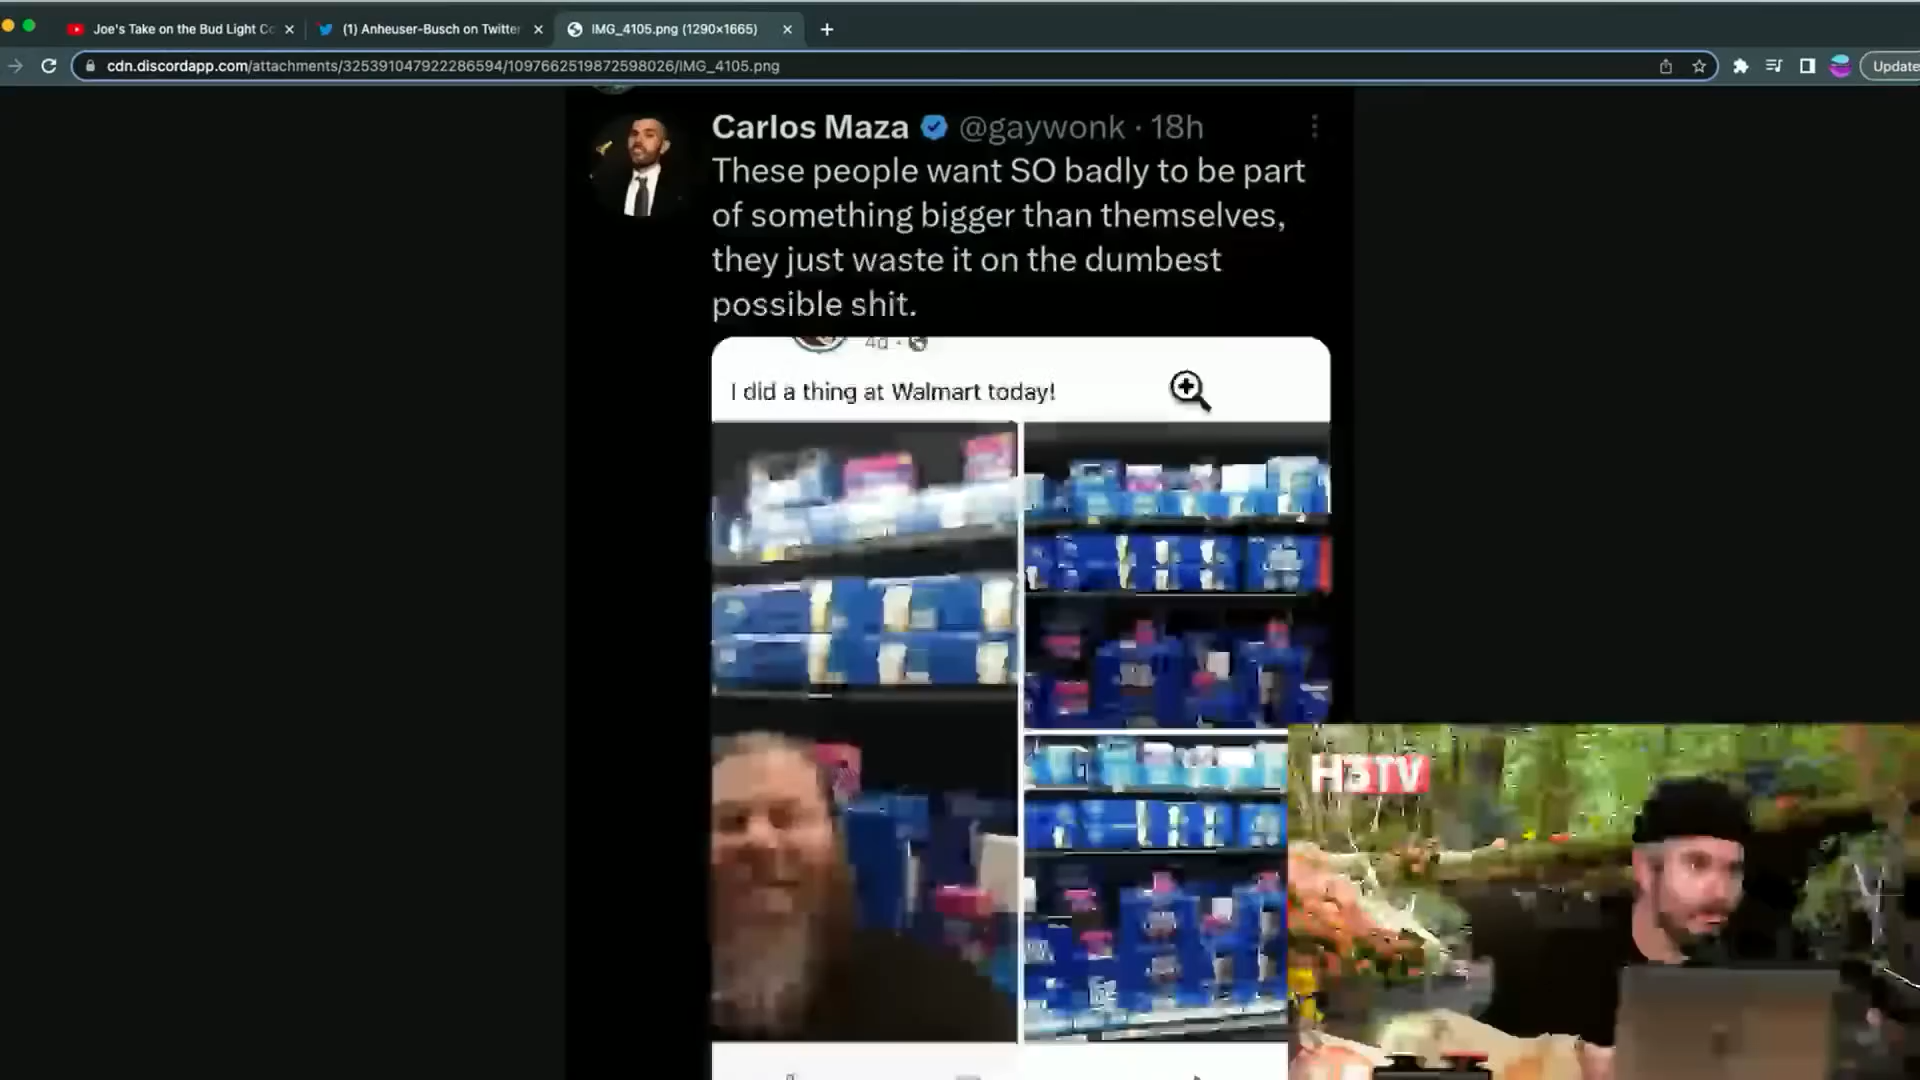 Joe's Take on the Bud Light Co
(1) Anheuser-Busch on Twitter
IMG_4105.png (1290×1665)
cdn.discordapp.com/attachments/325391047922286594/1097662519872598026/IMG_4105.png
Update
Carlos Maza @gaywonk · 18h
These people want SO badly to be part
of something bigger than themselves,
they just waste it on the dumbest
possible shit.
4d ·
I did a thing at Walmart today!
H3TV